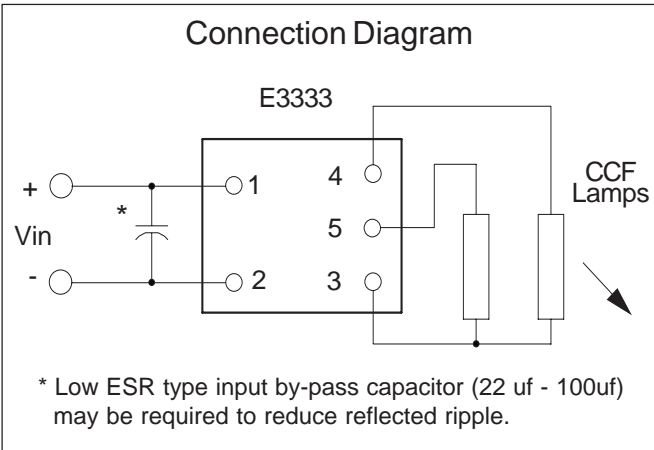 Connection Diagram
E3333
+
1
4
CCF
Lamps
*
Vin
5
-
2
3
* Low ESR type input by-pass capacitor (22 uf - 100uf)
may be required to reduce reflected ripple.